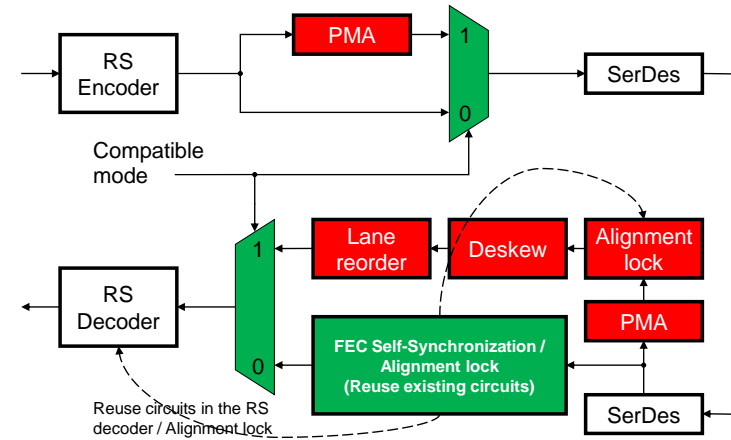 PMA
1
RS
Encoder
SerDes
0
Compatible
mode
1
Lane
reorder
Deskew
Alignment
lock
RS
Decoder
PMA
FEC Self-Synchronization /
Alignment lock
(Reuse existing circuits)
0
Reuse circuits in the RS
decoder / Alignment lock
SerDes